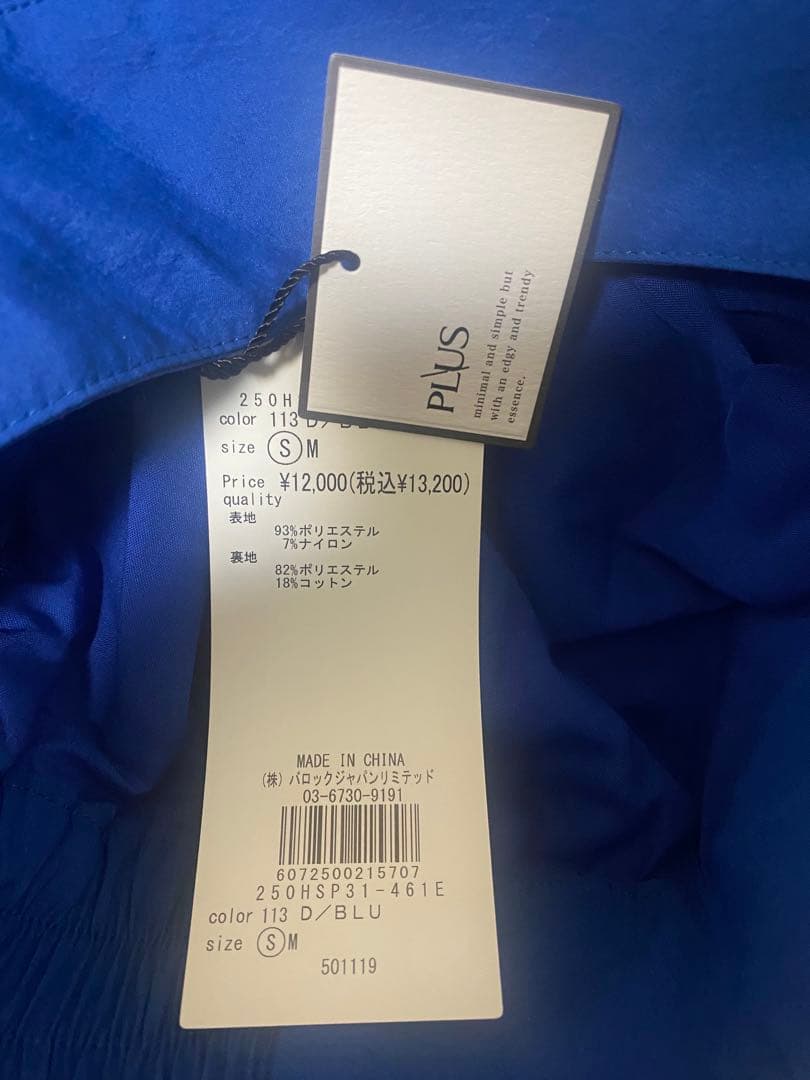 PLUS
minimal and simple but
with an edgy and trendy
essence.
250H
color 113 D/BL
size S M
Price ¥12,000(税込¥13,200)
quality
表地
93%ポリエステル
7%ナイロン
裏地
82%ポリエステル
18%コットン
MADE IN CHINA
(株) バロックジャパンリミテッド
03-6730-9191
6072500215707
250HSP31-461E
color 113 D/BLU
size S M
501119